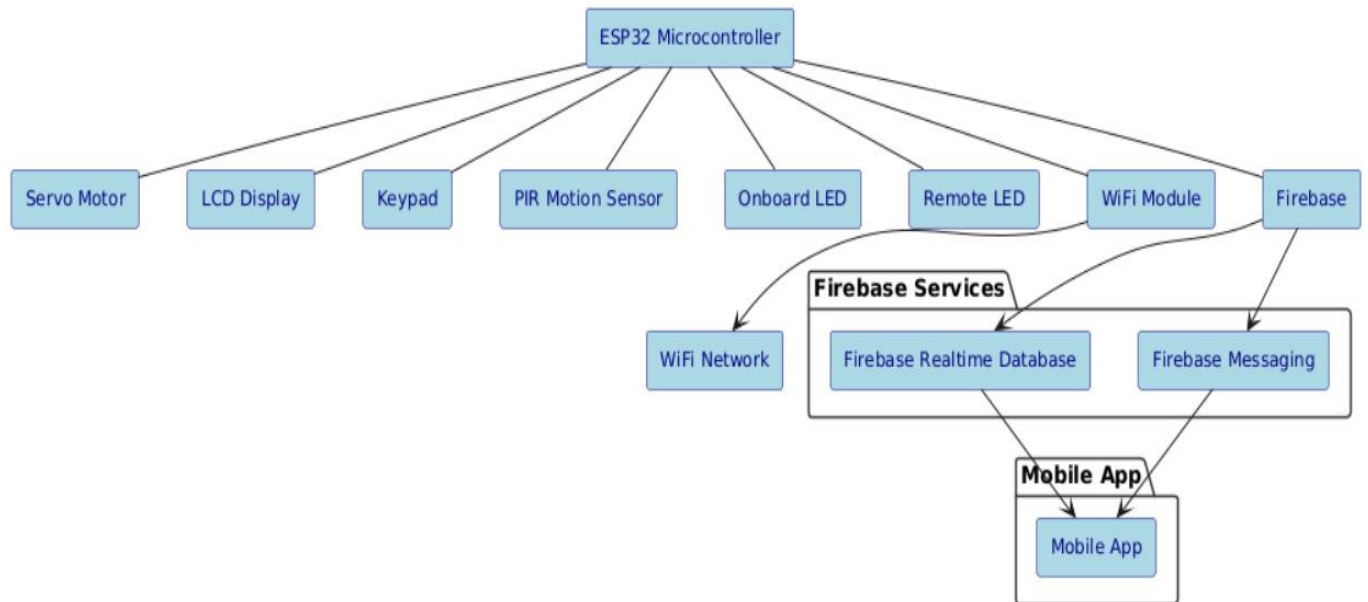 ESP32 Microcontroller
Servo Motor
LCD Display
Keypad
PIR Motion Sensor
Onboard LED
Remote LED
WiFi Module
Firebase
Firebase Services
WiFi Network
Firebase Realtime Database
Firebase Messaging
Mobile App
Mobile App